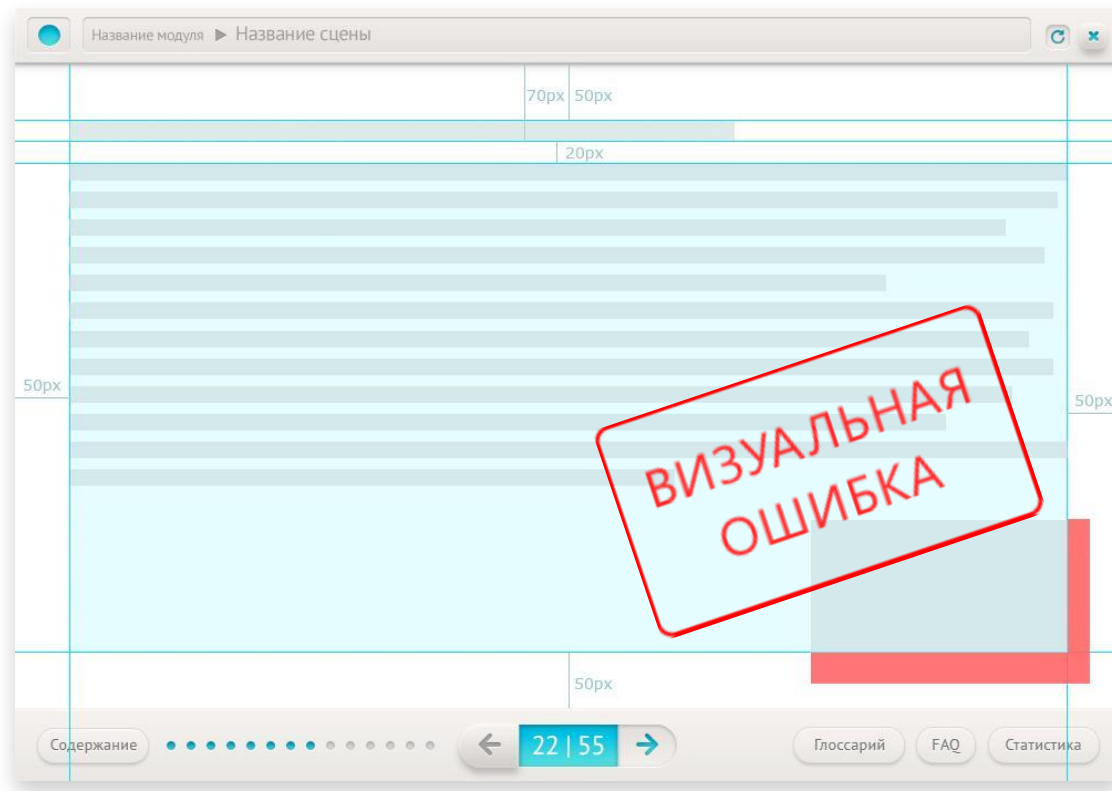 Название модуля ▶ Название сцены
70px 50px
20px
50px
50px
ВИЗУАЛЬНАЯ
ОШИБКА
50px
Содержание
22 | 55
Глоссарий
FAQ
Статистика